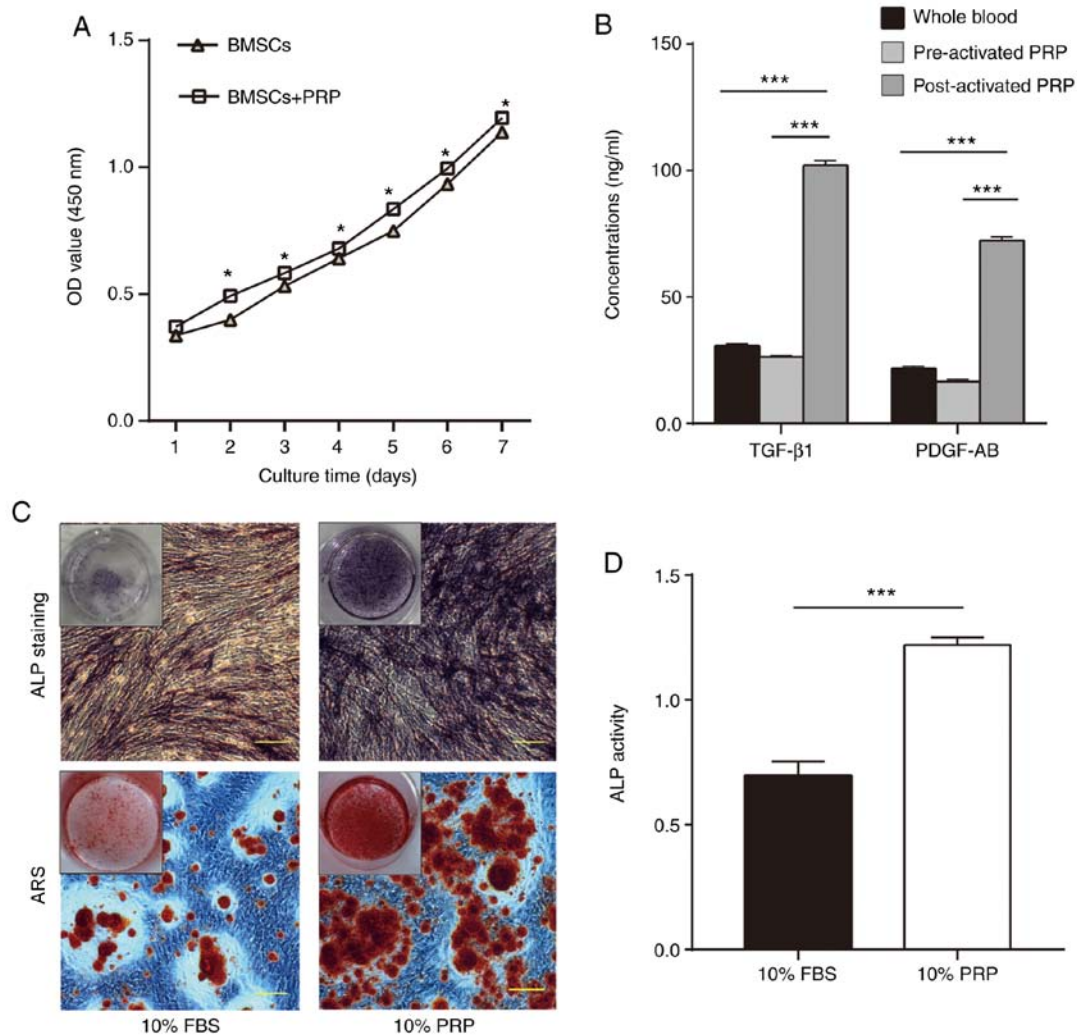 A
BMSCs
BMSCs+PRP
OD value (450 nm)
1.5
1.0
0.5
0.0
*
*
*
*
*
*
1
2
3
4
5
6
7
Culture time (days)
B
Whole blood
Pre-activated PRP
Post-activated PRP
Concentrations (ng/ml)
150
100
50
0.0
***
***
***
***
TGF-β1
PDGF-AB
C
ALP staining
ARS
10% FBS
10% PRP
D
ALP activity
1.5
1.0
0.5
0.0
***
10% FBS
10% PRP